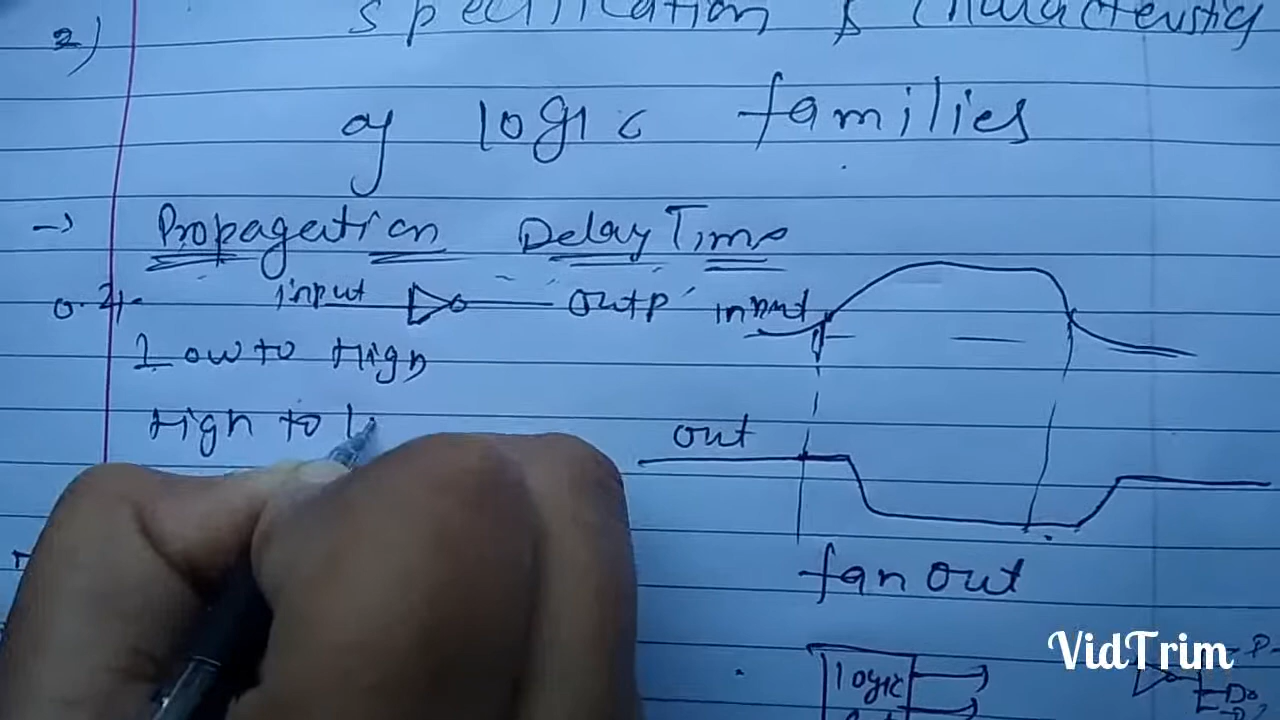 2) Specification & Characteristics
of logic families
→ Propagation Delay Time
input outp input
Low to High
High to L
out
fan out
logic
VidTrim